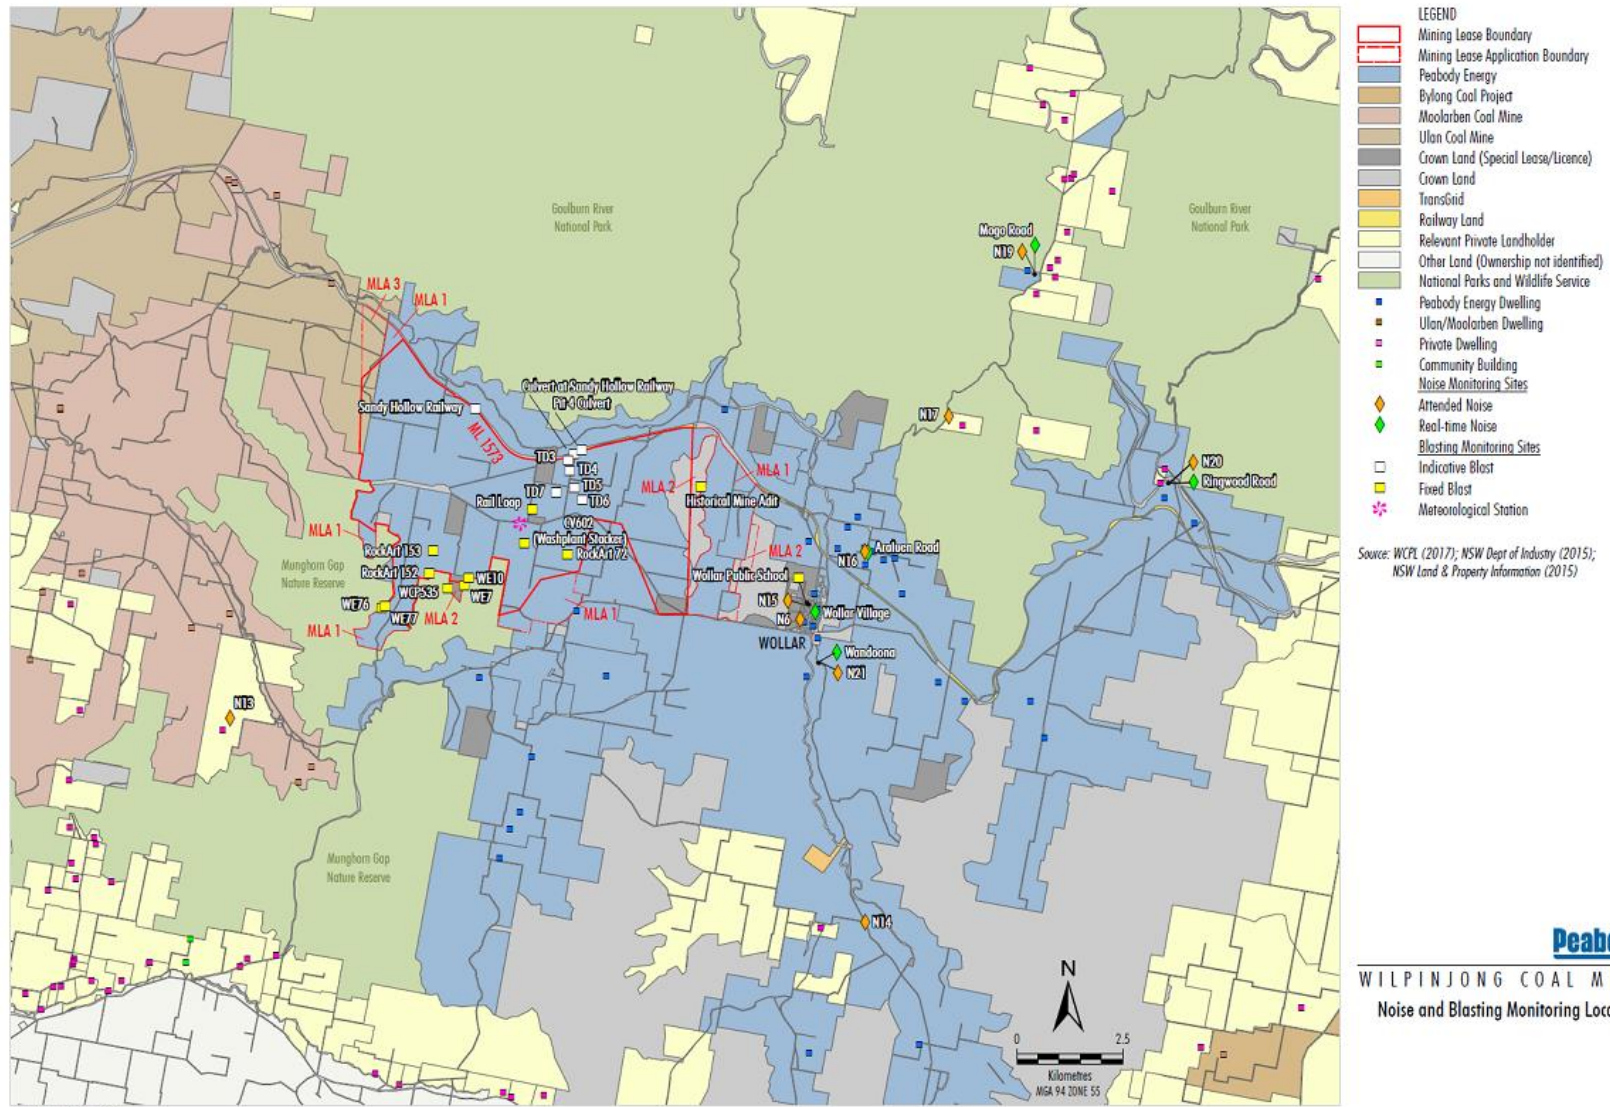 LEGEND
Mining Lease Boundary
Mining Lease Application Boundary
Peabody Energy
Bylong Coal Project
Moolarben Coal Mine
Ulan Coal Mine
Crown Land (Special Lease/Licence)
Crown Land
TransGrid
Railway Land
Relevant Private Landholder
Other Land (Ownership not identified)
National Parks and Wildlife Service
Peabody Energy Dwelling
Ulan/Moolarben Dwelling
Private Dwelling
Community Building
Noise Monitoring Sites
Attended Noise
Real-time Noise
Blasting Monitoring Sites
Indicative Blast
Fixed Blast
Meteorological Station
Source: WCPL (2017); NSW Dept of Industry (2015);
NSW Land & Property Information (2015)
Goulburn River
National Park
Goulburn River
National Park
Mogo Road
N19
MLA 3
MLA 1
Culvert at Sandy Hollow Railway
Pit 4 Culvert
Sandy Hollow Railway
ML 1573
N17
TD3
TD4
TD5
TD7
TD6
Rail Loop
MLA 1
MLA 2
Historical Mine Adit
N20
Ringwood Road
CV602
(Washplant Stacker)
RockArt 72
MLA 1
Munghorn Gap
Nature Reserve
RockArt 153
RockArt 152
WE10
WCP535
WE7
WE76
WE77
MLA 2
MLA 1
MLA 1
MLA 2
Araluen Road
N16
Wollar Public School
N15
N6
Wollar Village
WOLLAR
Wandoona
N21
N13
Munghorn Gap
Nature Reserve
N14
N
0
2.5
Kilometres
MGA 94 ZONE 55
Peab
WILPINJONG COAL M
Noise and Blasting Monitoring Loca